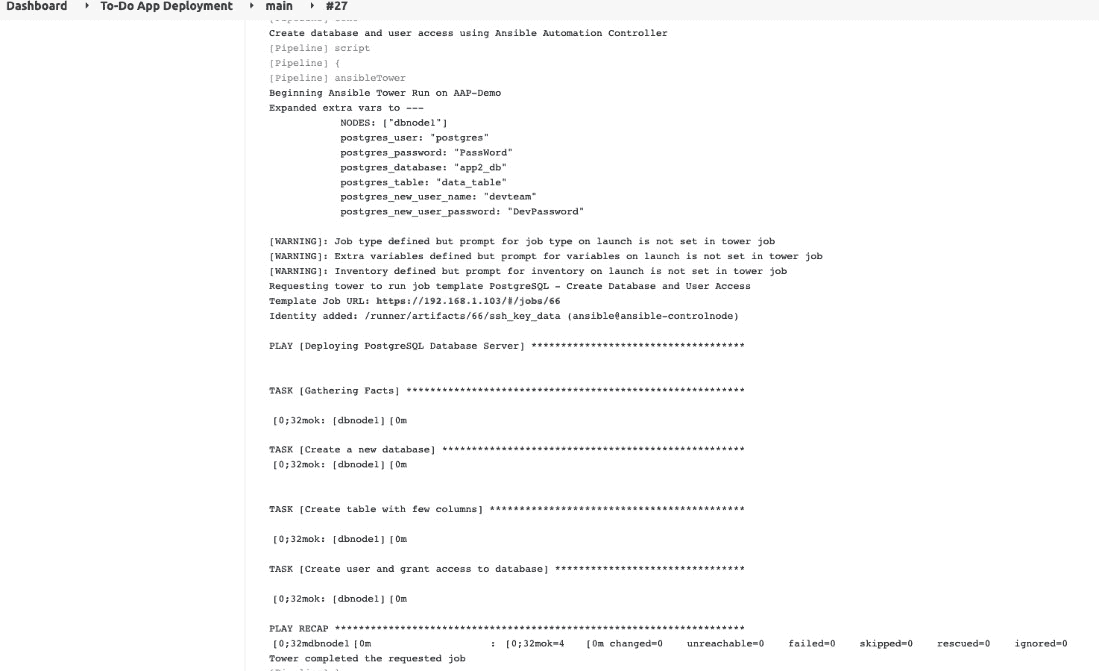 Dashboard To-Do App Deployment main #27
Create database and user access using Ansible Automation Controller
[Pipeline] script
[Pipeline] {
[Pipeline] ansibleTower
Beginning Ansible Tower Run on AAP-Demo
Expanded extra vars to ---
NODES: ["dbnode1"]
postgres_user: "postgres"
postgres_password: "PassWord"
postgres_database: "app2_db"
postgres_table: "data_table"
postgres_new_user_name: "devteam"
postgres_new_user_password: "DevPassword"
[WARNING]: Job type defined but prompt for job type on launch is not set in tower job
[WARNING]: Extra variables defined but prompt for variables on launch is not set in tower job
[WARNING]: Inventory defined but prompt for inventory on launch is not set in tower job
Requesting tower to run job template PostgreSQL - Create Database and User Access
Template Job URL: https://192.168.1.103/#/jobs/66
Identity added: /runner/artifacts/66/ssh_key_data (ansible@ansible-controlnode)
PLAY [Deploying PostgreSQL Database Server] ************************************
TASK [Gathering Facts] *********************************************************
[0;32mok: [dbnode1] [0m
TASK [Create a new database] ***************************************************
[0;32mok: [dbnode1] [0m
TASK [Create table with few columns] *******************************************
[0;32mok: [dbnode1] [0m
TASK [Create user and grant access to database] ********************************
[0;32mok: [dbnode1] [0m
PLAY RECAP *********************************************************************
[0;32mdbnode1 [0m : [0;32mok=4 [0m changed=0 unreachable=0 failed=0 skipped=0 rescued=0 ignored=0
Tower completed the requested job